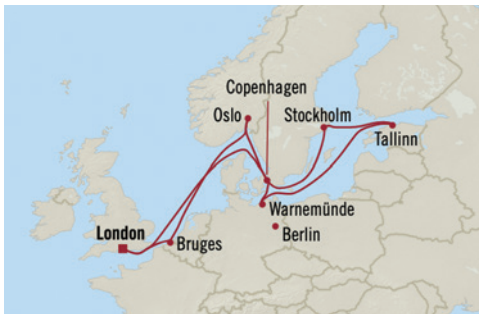 Copenhagen
Oslo
Stockholm
Tallinn
Warnemünde
London
Bruges
Berlin